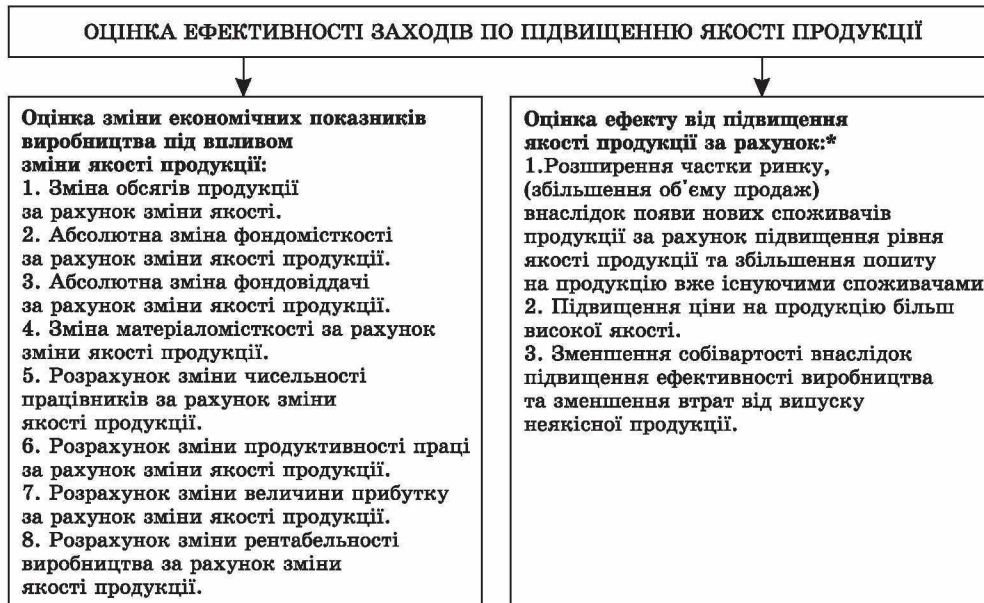 ОЦІНКА ЕФЕКТИВНОСТІ ЗАХОДІВ ПО ПІДВИЩЕННЮ ЯКОСТІ ПРОДУКЦІЇ
Оцінка зміни економічних показників
виробництва під впливом
зміни якості продукції:
1. Зміна обсягів продукції
за рахунок зміни якості.
2. Абсолютна зміна фондомісткості
за рахунок зміни якості продукції.
3. Абсолютна зміна фондовіддачі
за рахунок зміни якості продукції.
4. Зміна матеріаломісткості за рахунок
зміни якості продукції.
5. Розрахунок зміни чисельності
працівників за рахунок зміни
якості продукції.
6. Розрахунок зміни продуктивності праці
за рахунок зміни якості продукції.
7. Розрахунок зміни величини прибутку
за рахунок зміни якості продукції.
8. Розрахунок зміни рентабельності
виробництва за рахунок зміни
якості продукції.
Оцінка ефекту від підвищення
якості продукції за рахунок:*
1.Розширення частки ринку,
(збільшення об'єму продаж)
внаслідок появи нових споживачів
продукції за рахунок підвищення рівня
якості продукції та збільшення попиту
на продукцію вже існуючими споживачами
2. Підвищення ціни на продукцію більш
високої якості.
3. Зменшення собівартості внаслідок
підвищення ефективності виробництва
та зменшення втрат від випуску
неякісної продукції.